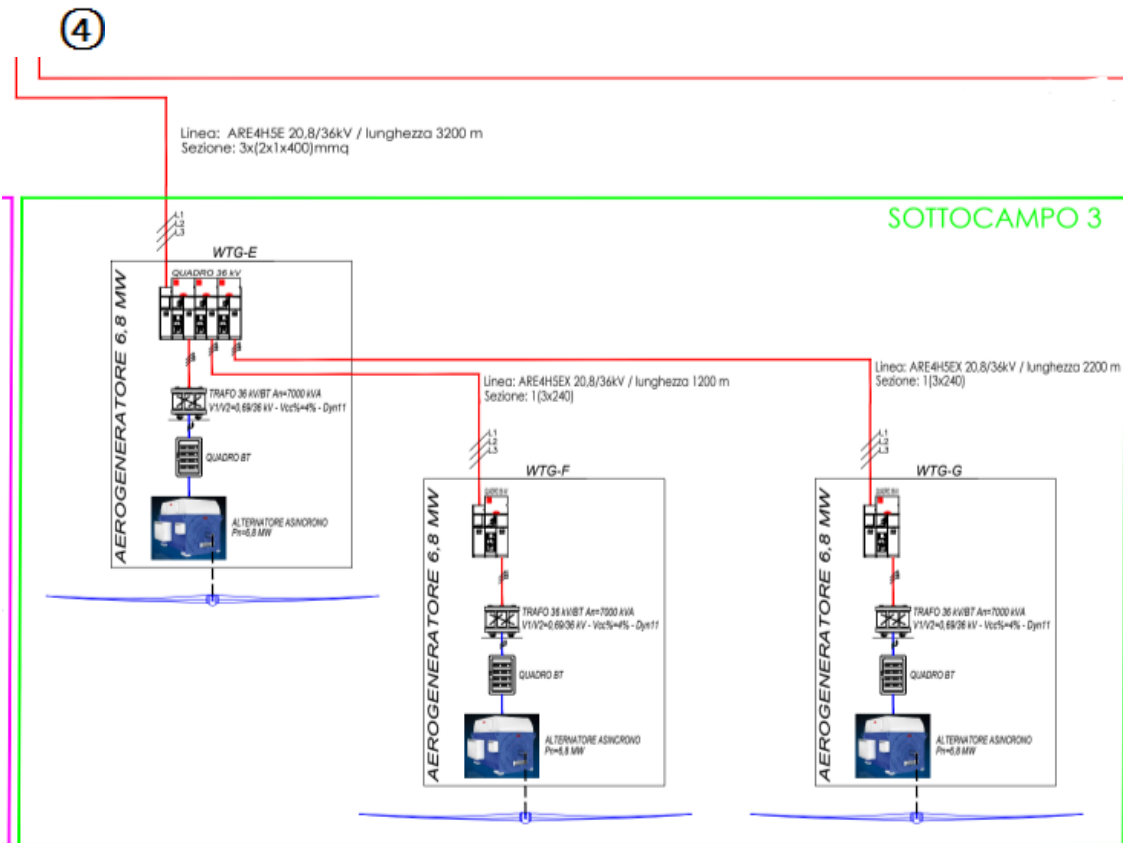 4
Linea: ARE4H5E 20,8/36kV / lunghezza 3200 m
Sezione: 3x(2x1x400)mmq
SOTTOCAMPO 3
L1
L2
L3
WTG-E
QUADRO 36 kV
AEROGENERATORE 6,8 MW
TRAFO 36 kV/BT An=7000 kVA
V1/V2=0,69/36 kV - Vcc%=4% - Dyn11
QUADRO BT
ALTERNATORE ASINCRONO
Pn=6,8 MW
Linea: ARE4H5EX 20,8/36kV / lunghezza 1200 m
Sezione: 1(3x240)
L1
L2
L3
WTG-F
AEROGENERATORE 6,8 MW
TRAFO 36 kV/BT An=7000 kVA
V1/V2=0,69/36 kV - Vcc%=4% - Dyn11
QUADRO BT
ALTERNATORE ASINCRONO
Pn=6,8 MW
Linea: ARE4H5EX 20,8/36kV / lunghezza 2200 m
Sezione: 1(3x240)
L1
L2
L3
WTG-G
AEROGENERATORE 6,8 MW
TRAFO 36 kV/BT An=7000 kVA
V1/V2=0,69/36 kV - Vcc%=4% - Dyn11
QUADRO BT
ALTERNATORE ASINCRONO
Pn=6,8 MW